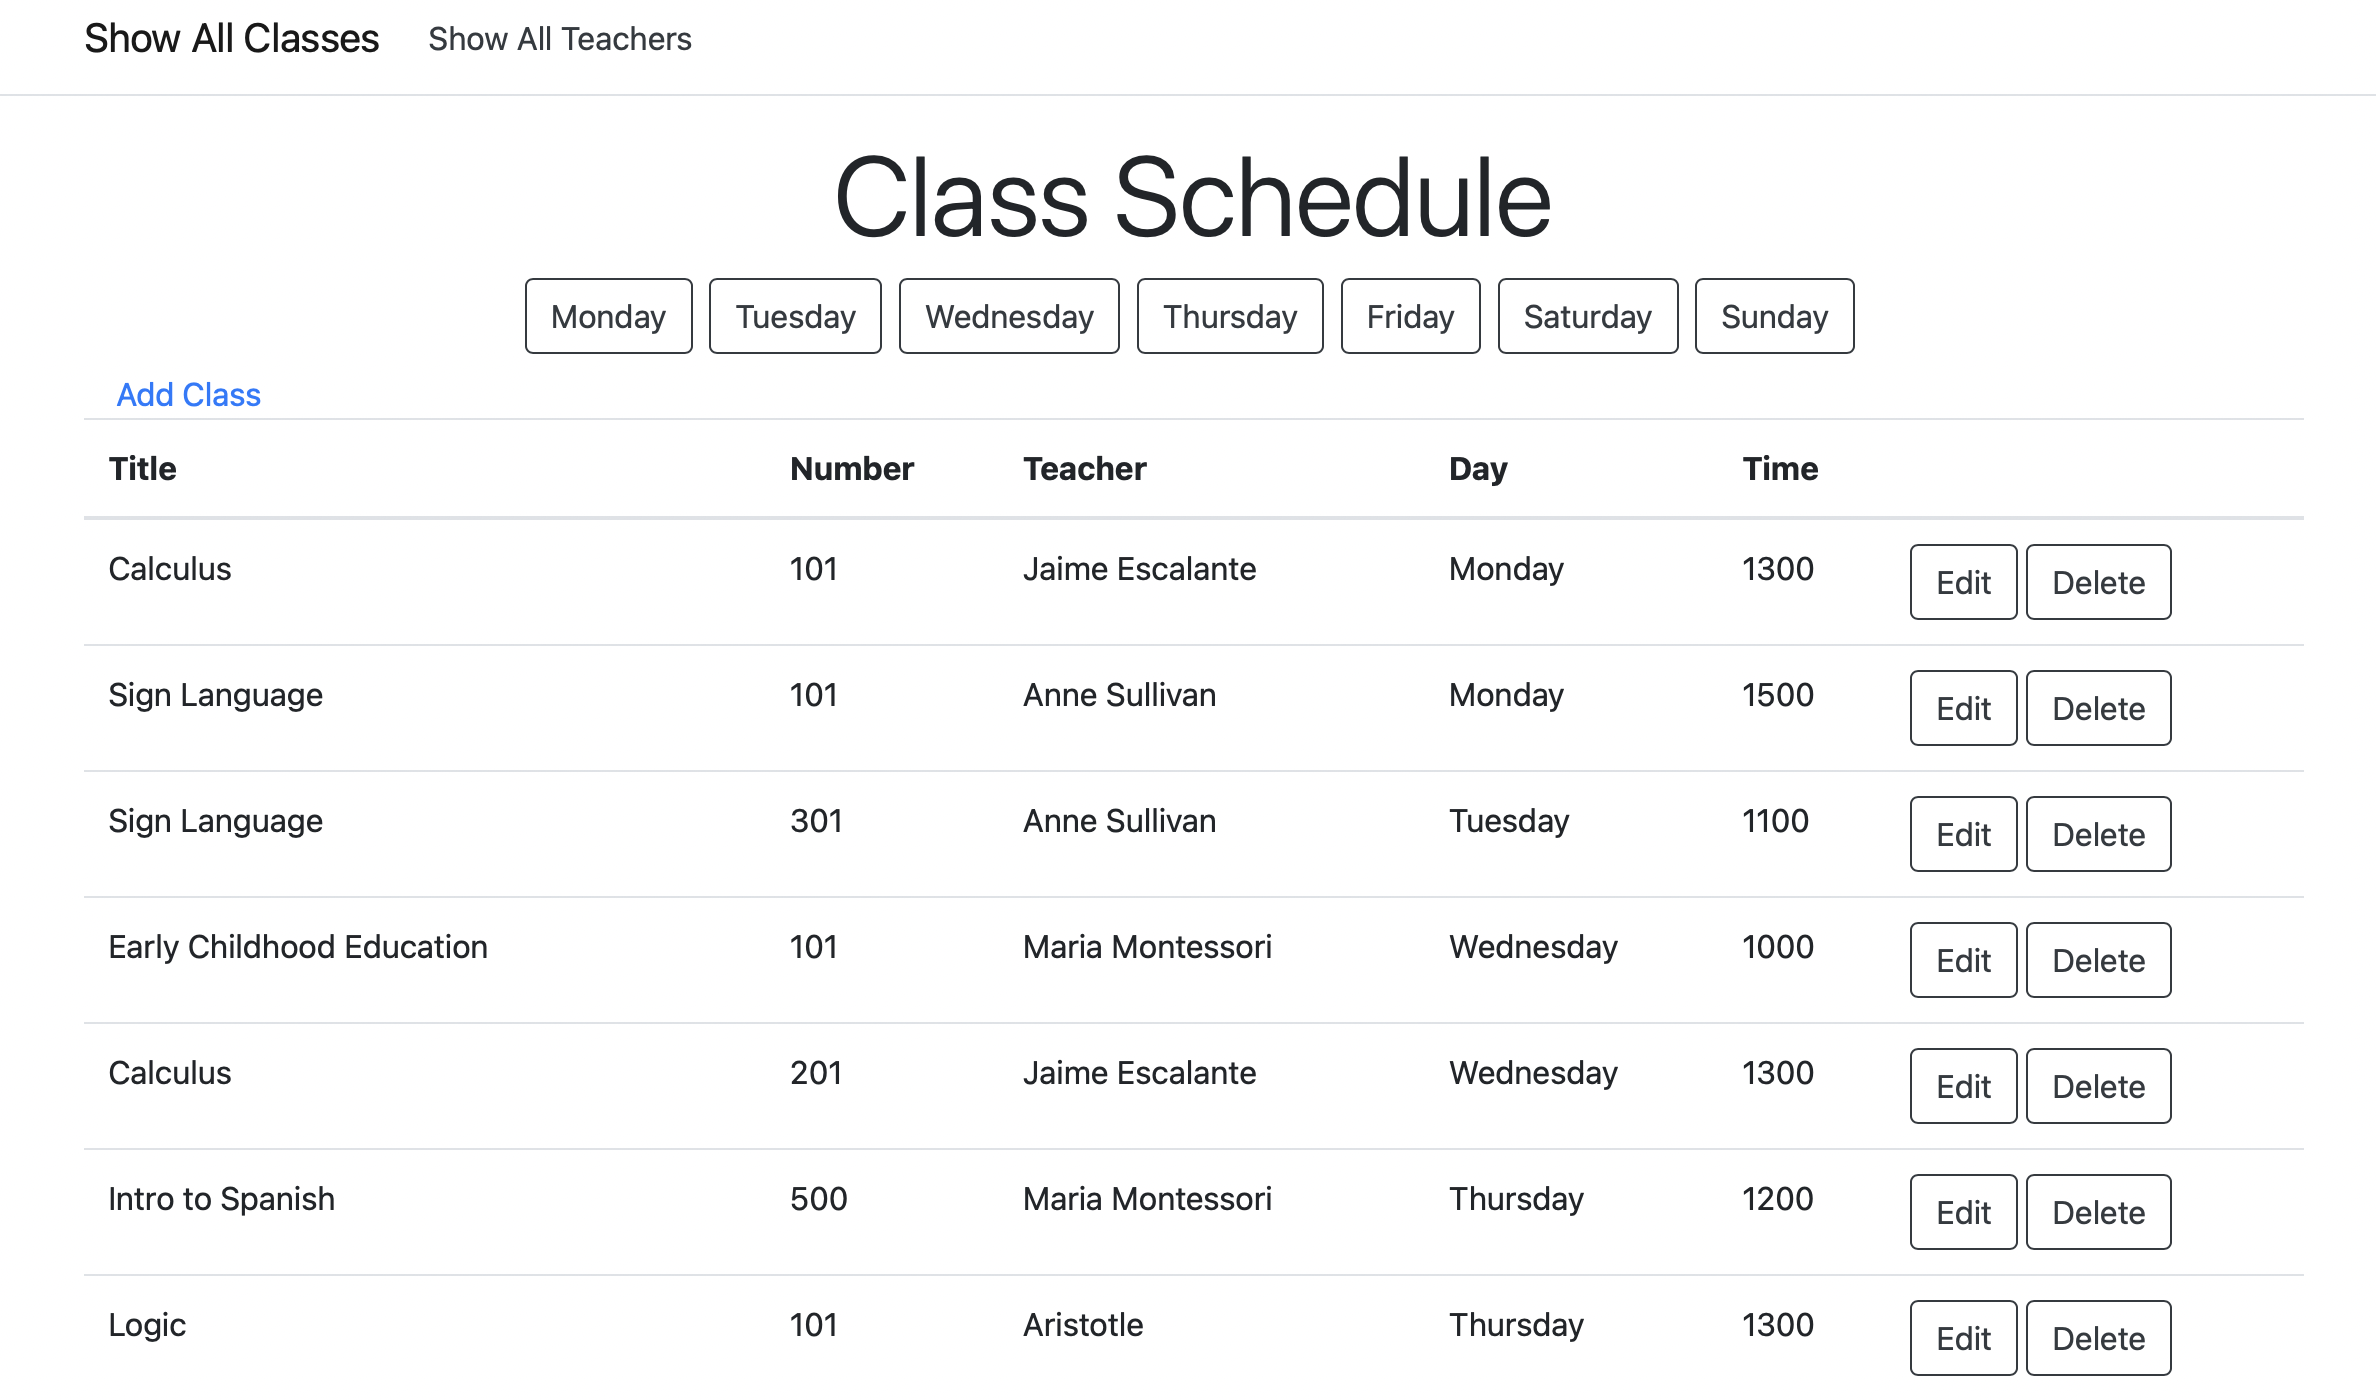 Show All Classes Show All Teachers
Class Schedule
Monday Tuesday Wednesday Thursday Friday Saturday Sunday
Add Class
Title Number Teacher Day Time
Calculus 101 Jaime Escalante Monday 1300 Edit Delete
Sign Language 101 Anne Sullivan Monday 1500 Edit Delete
Sign Language 301 Anne Sullivan Tuesday 1100 Edit Delete
Early Childhood Education 101 Maria Montessori Wednesday 1000 Edit Delete
Calculus 201 Jaime Escalante Wednesday 1300 Edit Delete
Intro to Spanish 500 Maria Montessori Thursday 1200 Edit Delete
Logic 101 Aristotle Thursday 1300 Edit Delete